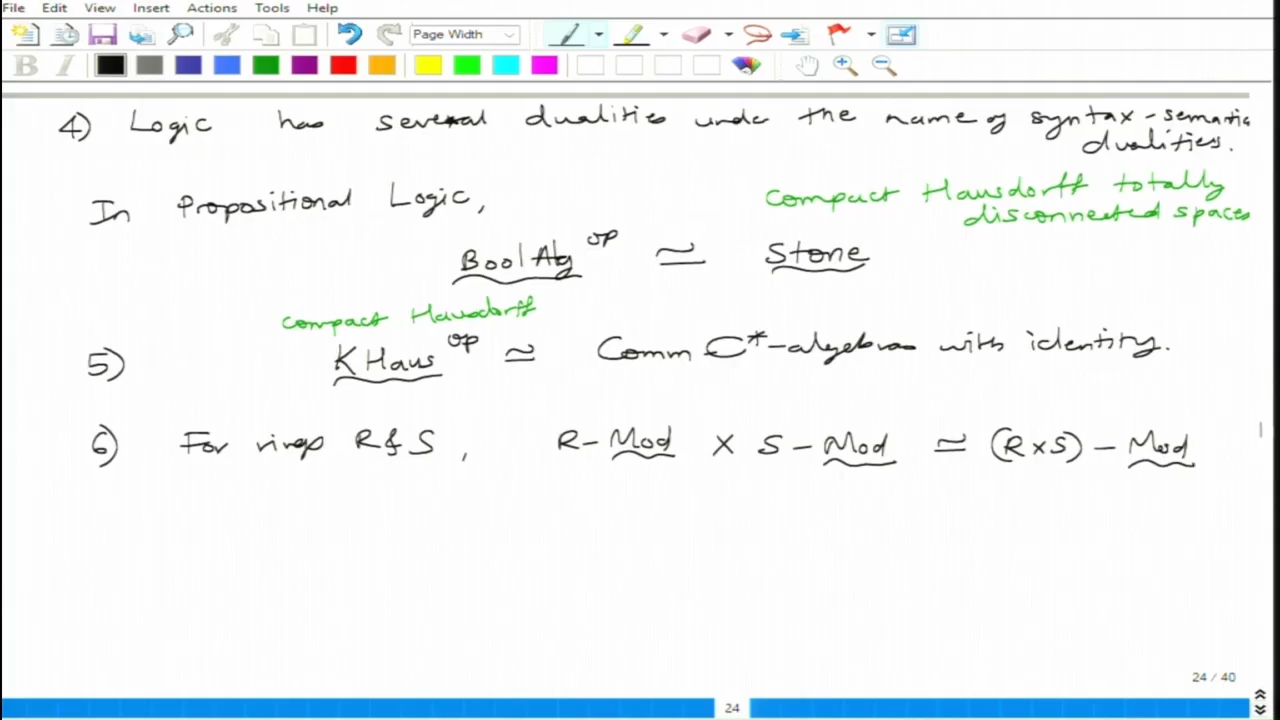 File Edit View Insert Actions Tools Help
Page Width
4) Logic has several dualities under the name of syntax-sematic
dualities.
In Propositional Logic,
compact Hausdorff totally
disconnected spaces
BoolAlg^op ≃ Stone
compact Hausdorff
5) KHaus^op ≃ Comm C*-algebras with identity.
6) For rings R & S, R-Mod × S-Mod ≃ (R×S)-Mod
24 / 40
24